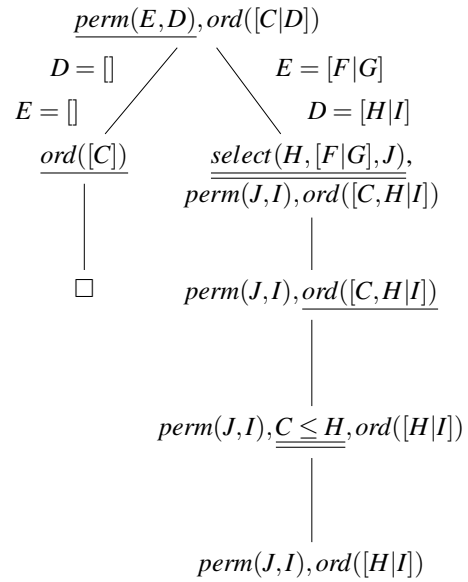 perm(E,D),ord([C|D])
D = [] E = [F|G]
E = [] D = [H|I]
ord([C]) select(H,[F|G],J),
perm(J,I),ord([C,H|I])
□ perm(J,I),ord([C,H|I])
perm(J,I),C ≤ H,ord([H|I])
perm(J,I),ord([H|I])